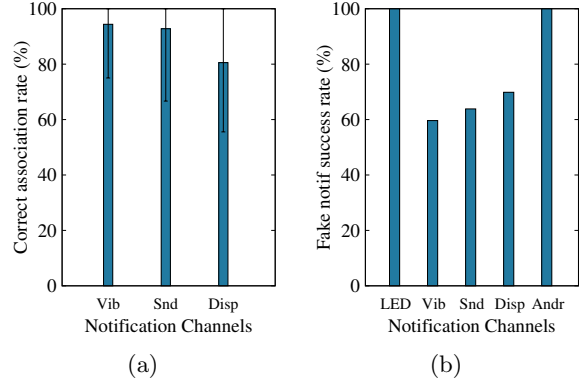 Correct association rate (%)
100
80
60
40
20
0
Vib Snd Disp
Notification Channels
(a)
Fake notif success rate (%)
100
80
60
40
20
0
LED Vib Snd Disp Andr
Notification Channels
(b)